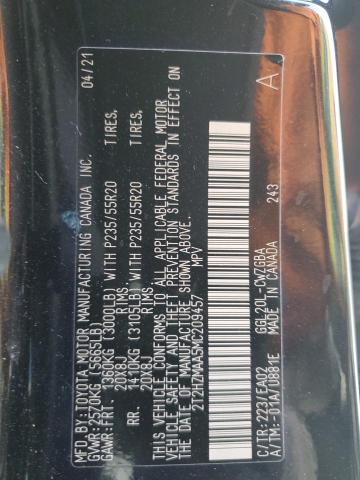 MFD.BY:TOYOTA MOTOR MANUFACTURING CANADA INC. 04/21
GVWR:2570KG (5665LB)
GAWR:FRT. 1360KG (3000LB) WITH P235/55R20 TIRES,
20X8J RIMS
RR. 1410KG (3105LB) WITH P235/55R20 TIRES,
20X8J RIMS
THIS VEHICLE CONFORMS TO ALL APPLICABLE FEDERAL MOTOR
VEHICLE SAFETY AND THEFT PREVENTION STANDARDS IN EFFECT ON
THE DATE OF MANUFACTURE SHOWN ABOVE.
2T2HZMAA5MC209457 MPV
A
C/TR:223/EA02 GGL20L-CWZGBA
A/TM:-01A/UB81E MADE IN CANADA
243